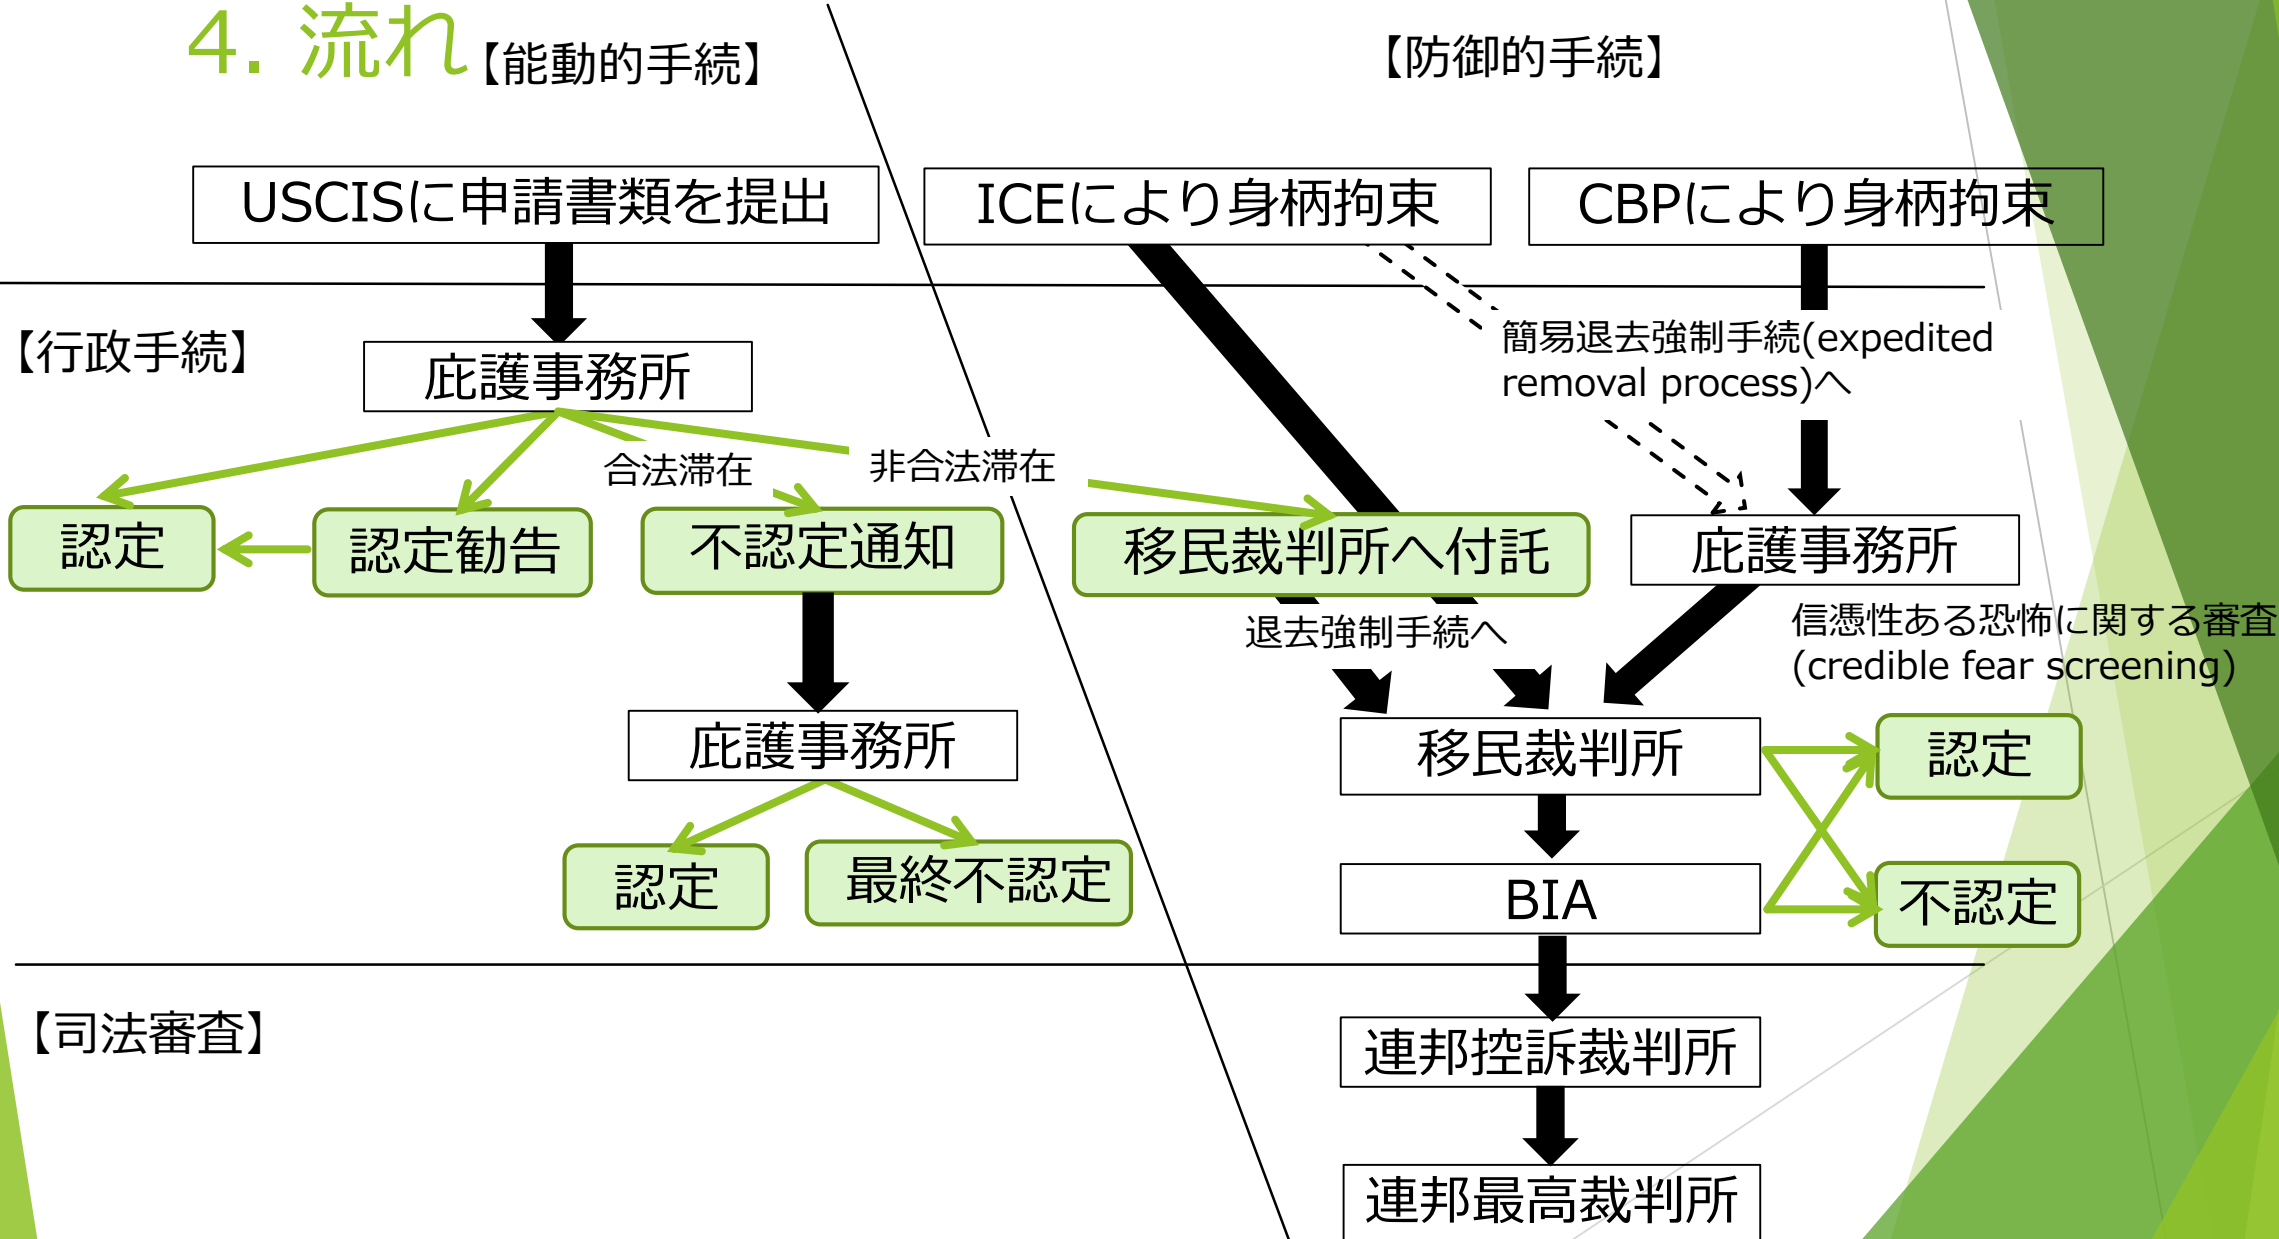 4. 流れ
【能動的手続】
【防御的手続】
USCISに申請書類を提出
ICEにより身柄拘束
CBPにより身柄拘束
【行政手続】
簡易退去強制手続(expedited
removal process)へ
庇護事務所
合法滞在
非合法滞在
認定
認定勧告
不認定通知
移民裁判所へ付託
庇護事務所
退去強制手続へ
信憑性ある恐怖に関する審査
(credible fear screening)
庇護事務所
移民裁判所
認定
認定
最終不認定
BIA
不認定
【司法審査】
連邦控訴裁判所
連邦最高裁判所